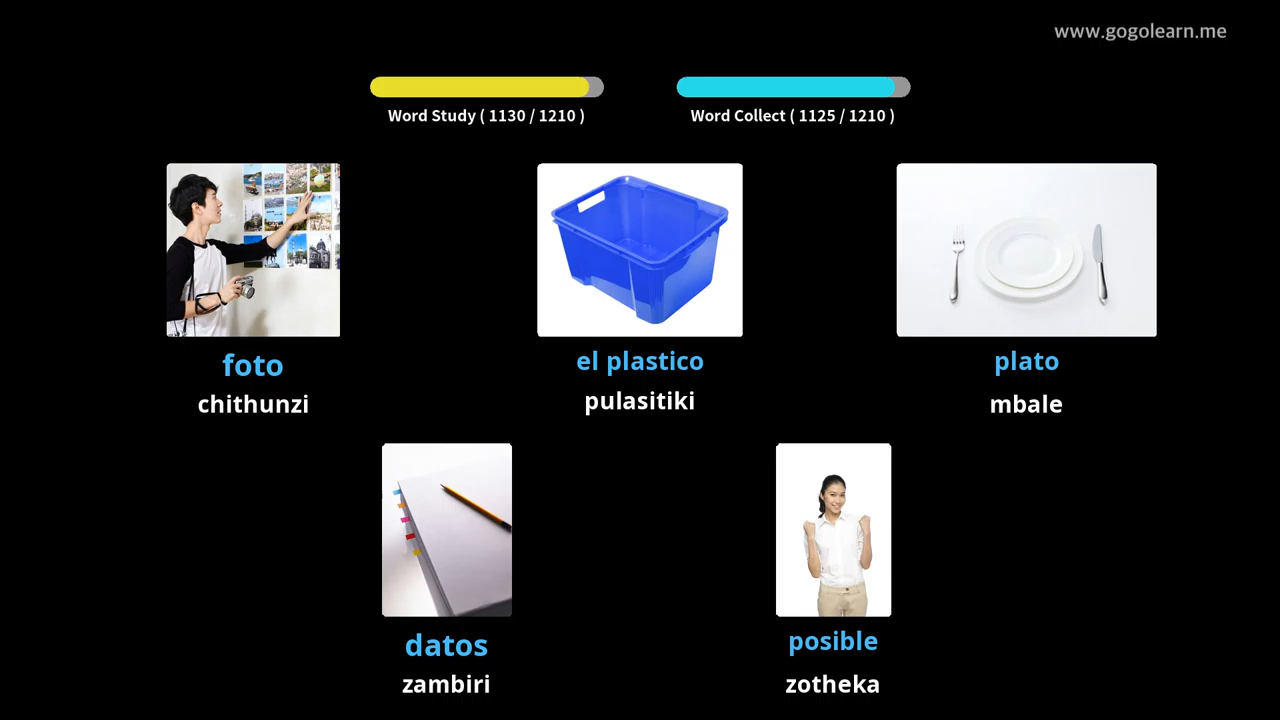 www.gogolearn.me
Word Study ( 1130 / 1210 )
Word Collect ( 1125 / 1210 )
foto
chithunzi
el plastico
pulasitiki
plato
mbale
datos
zambiri
posible
zotheka